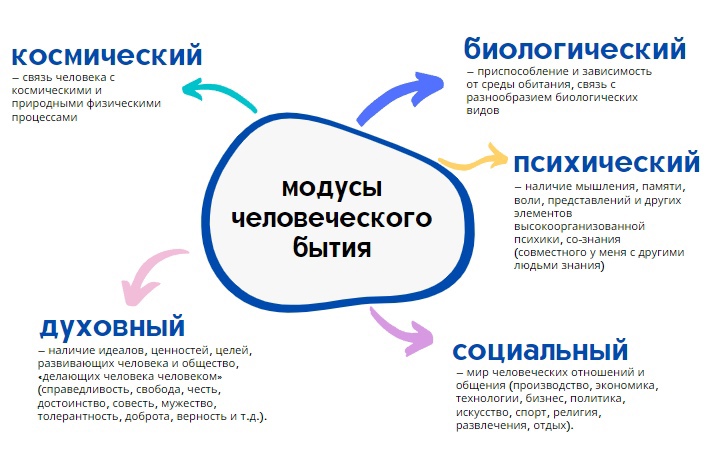 космический
– связь человека с
космическими и
природными физическими
процессами
биологический
– приспособление и зависимость
от среды обитания, связь с
разнообразием биологических
видов
модусы
человеческого
бытия
психический
– наличие мышления, памяти,
воли, представлений и других
элементов
высокоорганизованной
психики, со-знания
(совместного у меня с другими
людьми знания)
духовный
– наличие идеалов, ценностей, целей,
развивающих человека и общество,
«делающих человека человеком»
(справедливость, свобода, честь,
достоинство, совесть, мужество,
толерантность, доброта, верность и т.д.).
социальный
– мир человеческих отношений и
общения (производство, экономика,
технологии, бизнес, политика,
искусство, спорт, религия,
развлечения, отдых).